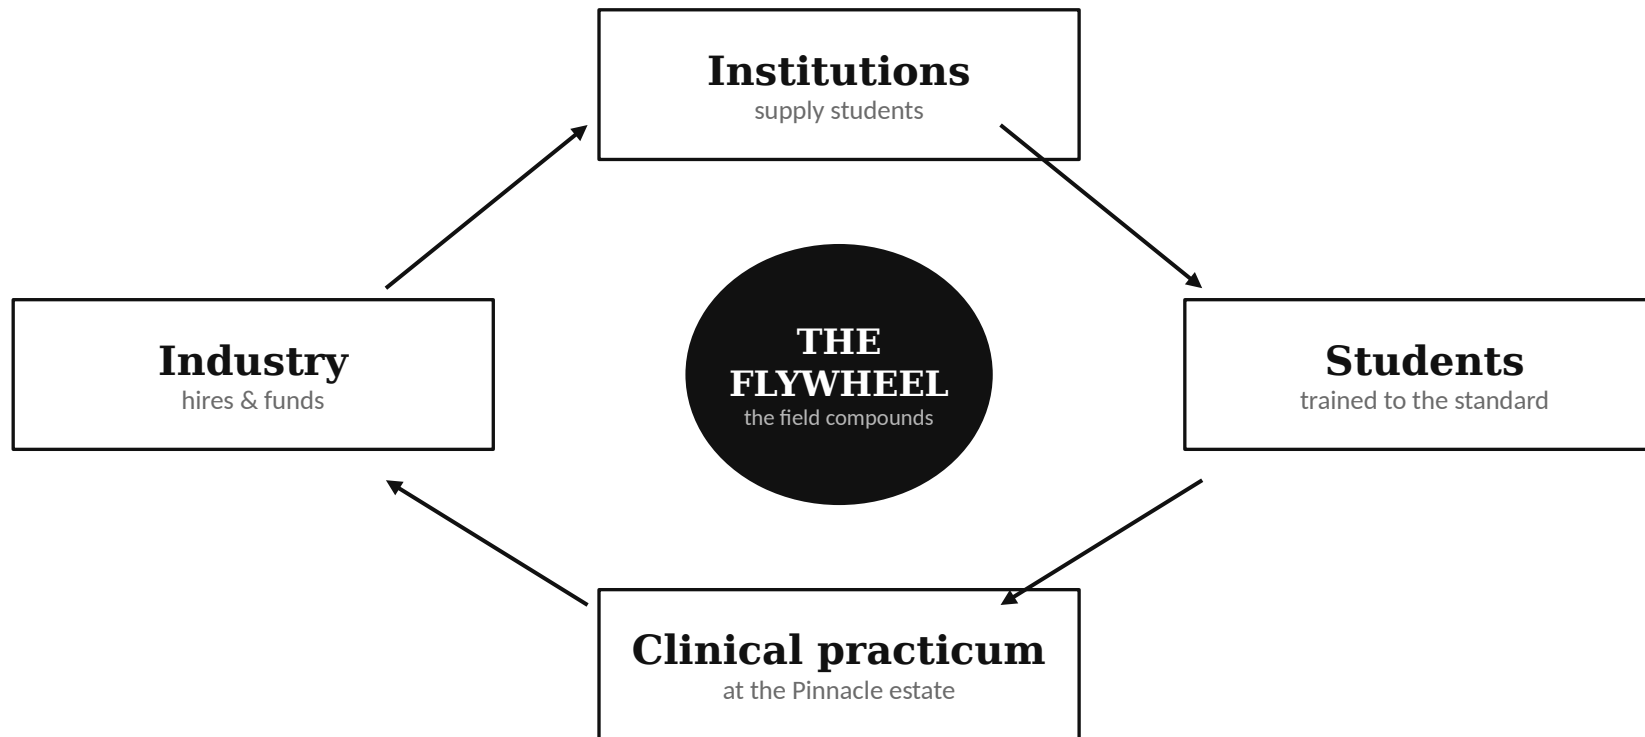 Institutions
supply students
Industry
hires & funds
THE
FLYWHEEL
the field compounds
Students
trained to the standard
Clinical practicum
at the Pinnacle estate